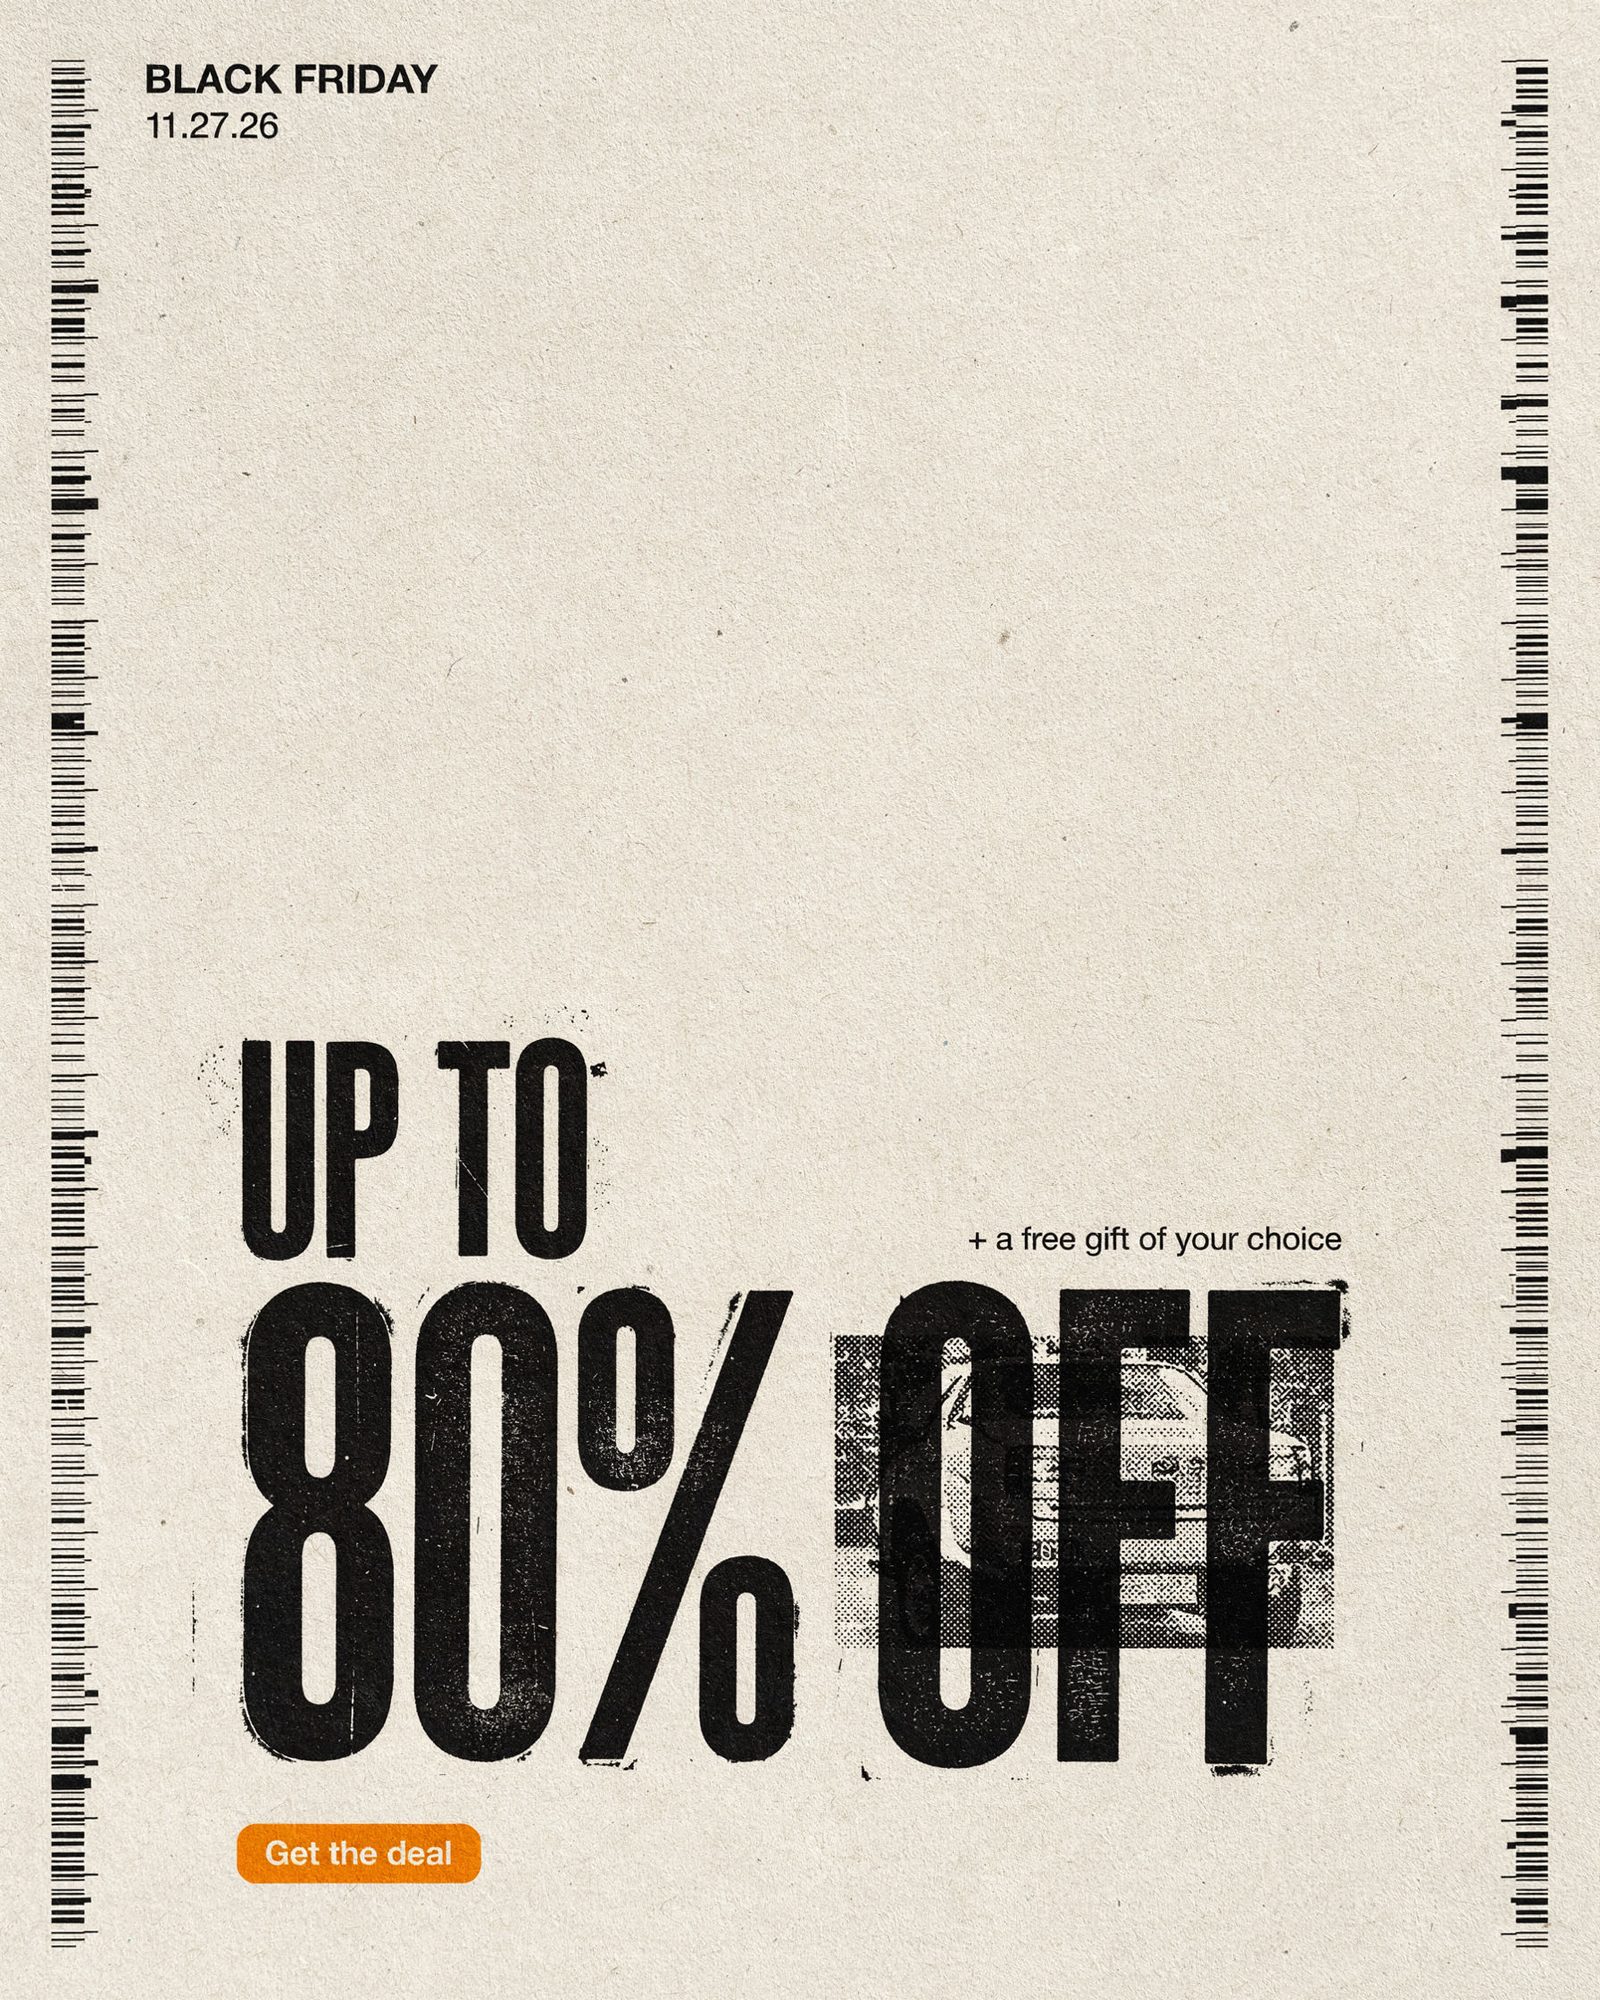 BLACK FRIDAY
11.27.26
UP TO
+ a free gift of your choice
80% OFF
Get the deal